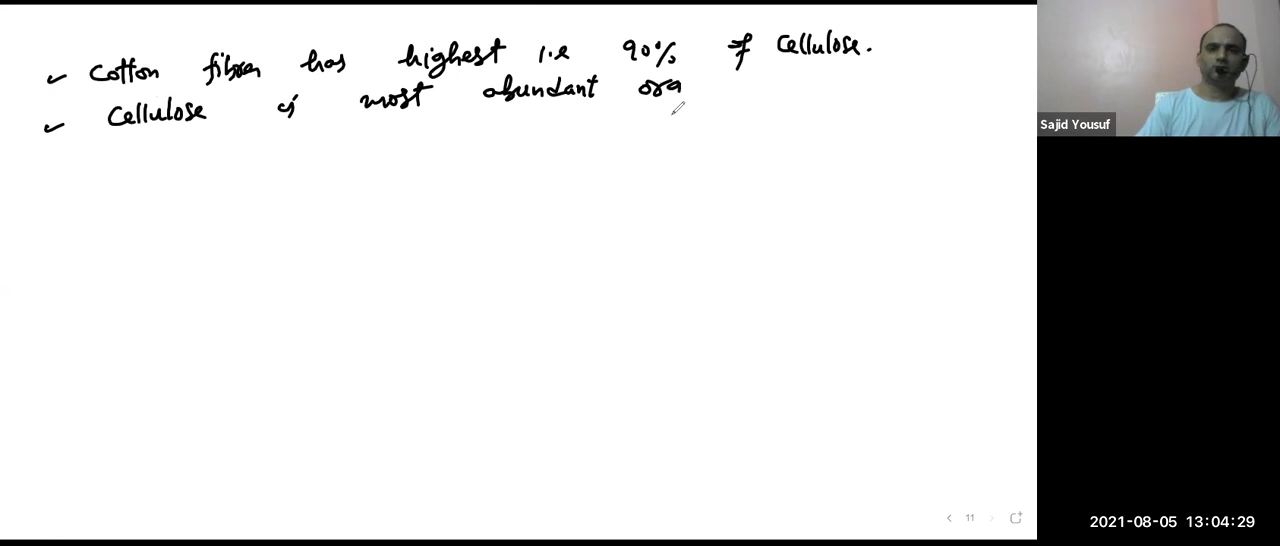 ✓ Cotton fibres has highest i.e 90% of Cellulose.
✓ Cellulose is most abundant org
Sajid Yousuf
11
2021-08-05 13:04:29